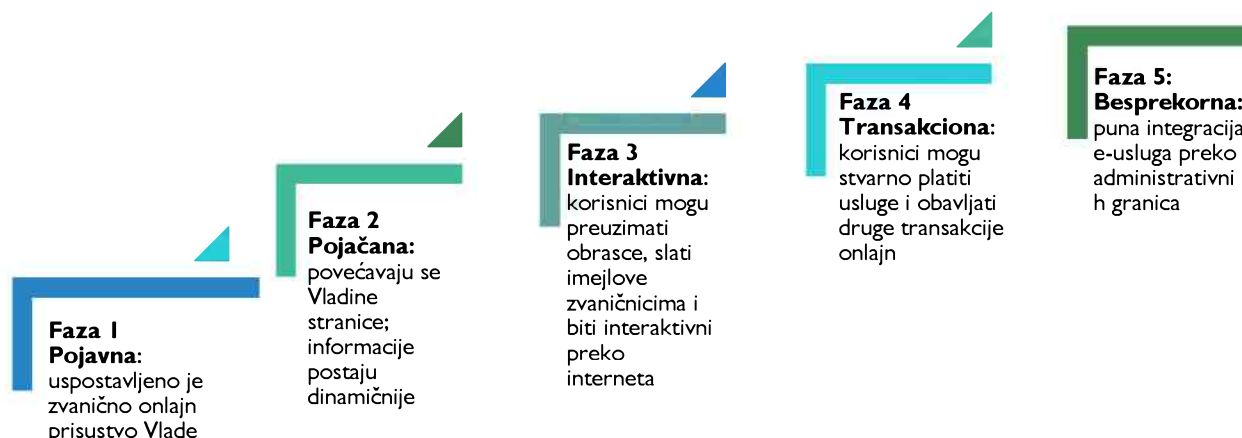 Faza 1
Pojavna:
uspostavljeno je
zvanično onlajn
prisustvo Vlade
Faza 2
Pojačana:
povećavaju se
Vladine
stranice;
informacije
postaju
dinamičnije
Faza 3
Interaktivna:
korisnici mogu
preuzimati
obrasce, slati
imejlove
zvaničnicima i
biti interaktivni
preko
interneta
Faza 4
Transakciona:
korisnici mogu
stvarno platiti
usluge i obavljati
druge transakcije
onlajn
Faza 5:
Besprekorna:
puna integracija
e-usluga preko
administrativni
h granica